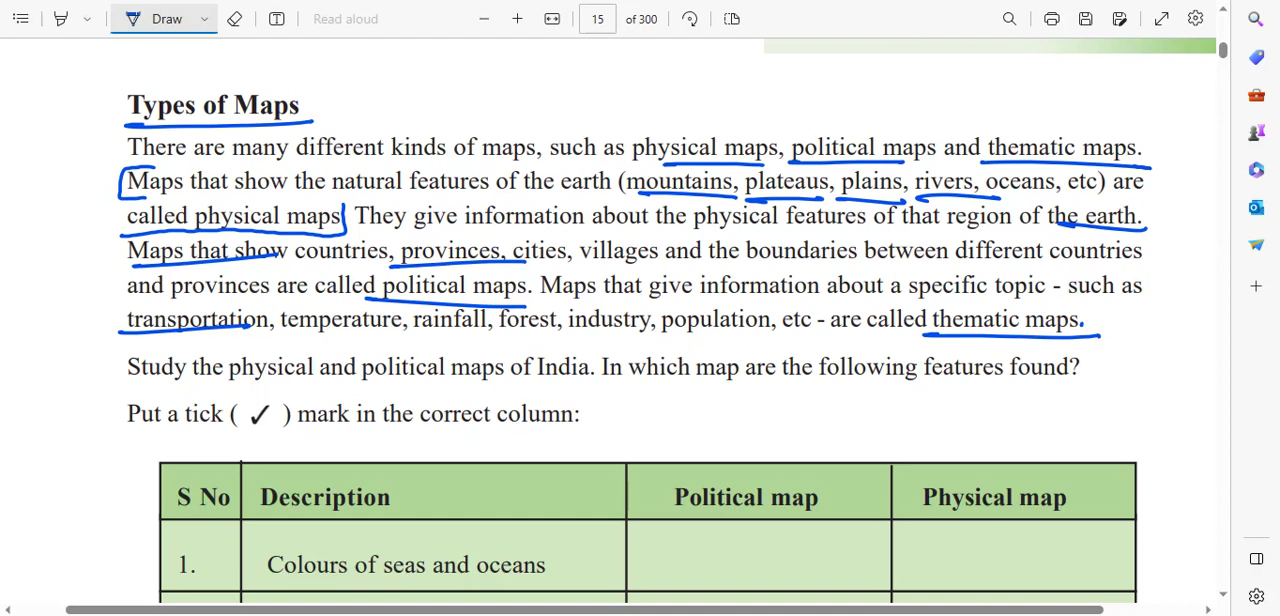 Draw
Read aloud
15
of 300
Types of Maps
There are many different kinds of maps, such as physical maps, political maps and thematic maps.
Maps that show the natural features of the earth (mountains, plateaus, plains, rivers, oceans, etc) are
called physical maps. They give information about the physical features of that region of the earth.
Maps that show countries, provinces, cities, villages and the boundaries between different countries
and provinces are called political maps. Maps that give information about a specific topic - such as
transportation, temperature, rainfall, forest, industry, population, etc - are called thematic maps.
Study the physical and political maps of India. In which map are the following features found?
Put a tick ( ✓ ) mark in the correct column:
S No Description Political map Physical map
1. Colours of seas and oceans